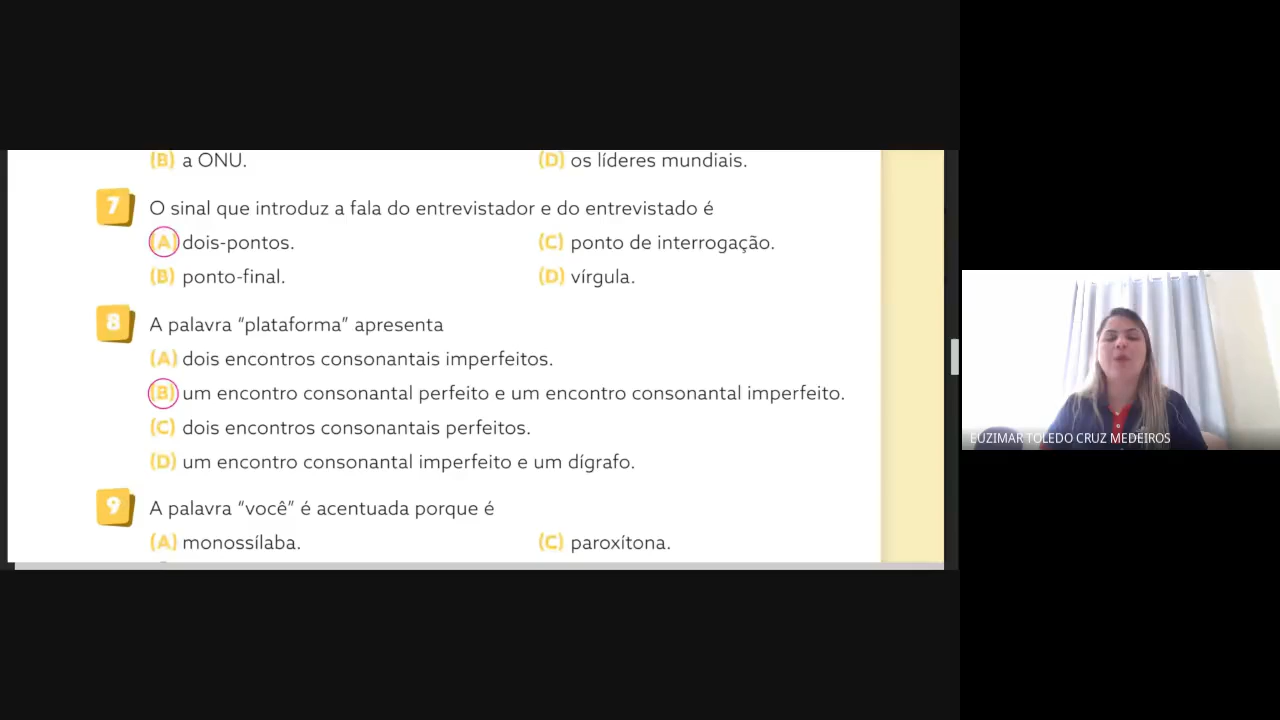 (B) a ONU.
(D) os líderes mundiais.
7 O sinal que introduz a fala do entrevistador e do entrevistado é
(A) dois-pontos.
(C) ponto de interrogação.
(B) ponto-final.
(D) vírgula.
8 A palavra “plataforma” apresenta
(A) dois encontros consonantais imperfeitos.
(B) um encontro consonantal perfeito e um encontro consonantal imperfeito.
(C) dois encontros consonantais perfeitos.
(D) um encontro consonantal imperfeito e um dígrafo.
9 A palavra “você” é acentuada porque é
(A) monossílaba.
(C) paroxítona.
EUZIMAR TOLEDO CRUZ MEDEIROS